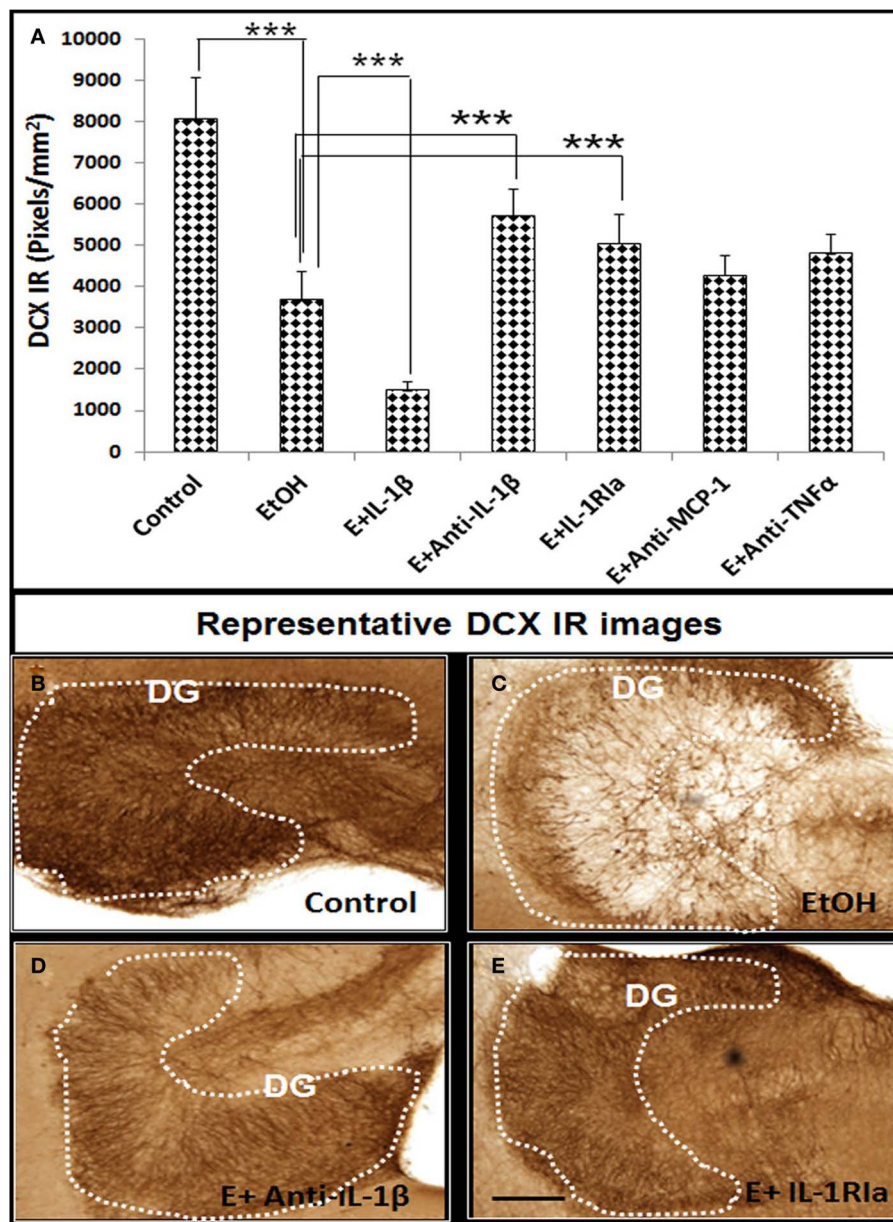 A
***
***
***
***
10000
9000
8000
7000
6000
5000
4000
3000
2000
1000
0
DCX IR (Pixels/mm²)
Control
EtOH
E+IL-1β
E+Anti-IL-1β
E+IL-1RIa
E+Anti-MCP-1
E+Anti-TNFα
Representative DCX IR images
B
DG
Control
C
DG
EtOH
D
DG
E+ Anti-IL-1β
E
DG
E+ IL-1RIa